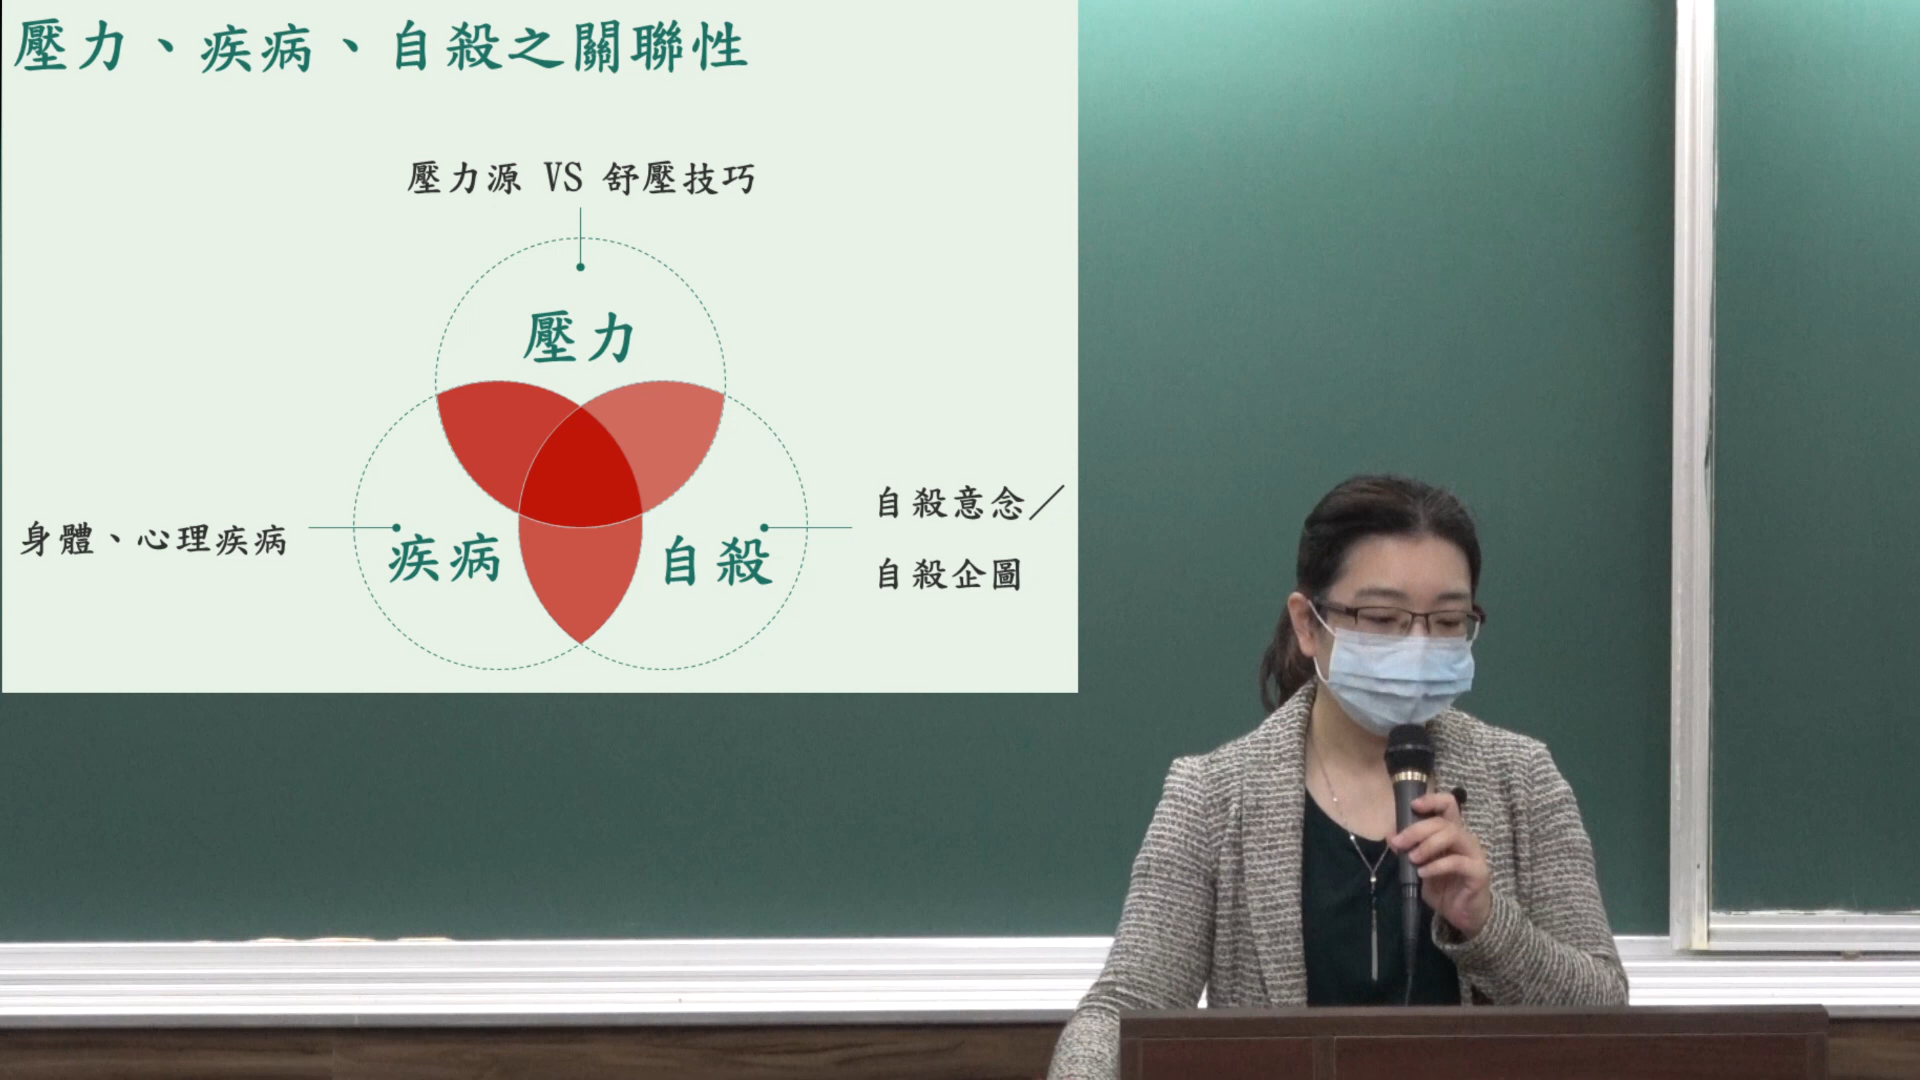 壓力、疾病、自殺之關聯性
壓力源 VS 舒壓技巧
壓力
身體、心理疾病
疾病
自殺
自殺意念／
自殺企圖